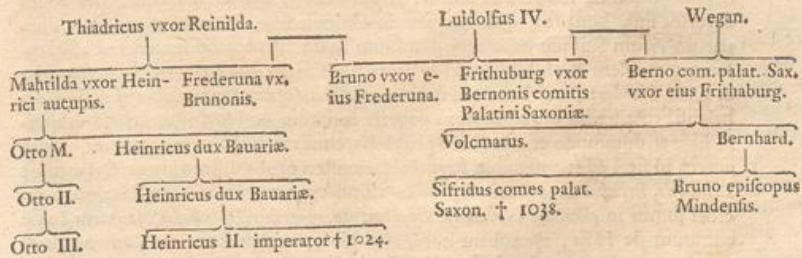 Thiadricus vxor Reinilda.
Luidolfus IV.
Wegan.
Mahtilda vxor Hein-
rici aucupis.
Frederuna vx.
Brunonis.
Bruno vxor e-
ius Frederuna.
Frithuburg vxor
Bernonis comitis
Palatini Saxoniæ.
Berno com. palat. Sax.
vxor eius Frithaburg.
Otto M.
Heinricus dux Bauariæ.
Volcmarus.
Bernhard.
Otto II.
Heinricus dux Bauariæ.
Sifridus comes palat.
Saxon. † 1038.
Bruno episcopus
Mindensis.
Otto III.
Heinricus II. imperator † 1024.